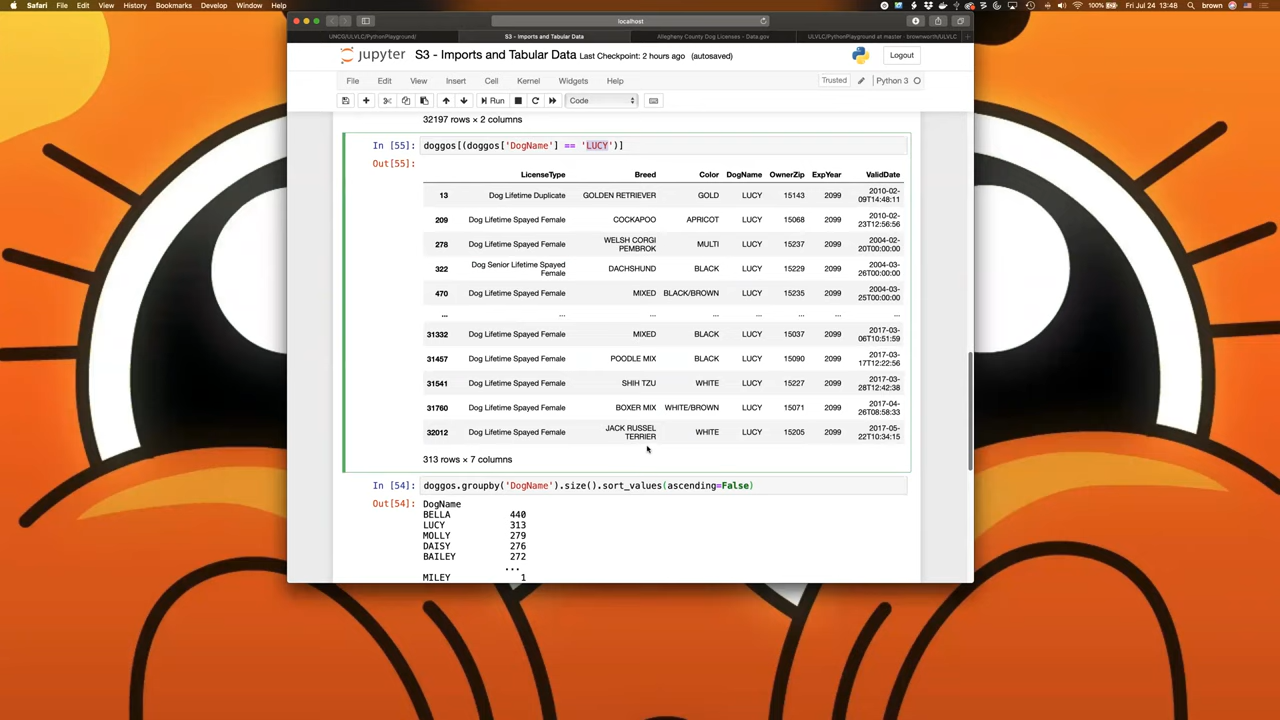 Safari File Edit View History Bookmarks Develop Window Help 100% Fri Jul 24 13:48 brown
localhost
UNCG/ULVLC/PythonPlayground/ S3 - Imports and Tabular Data Allegheny County Dog Licenses - Data.gov ULVLC/PythonPlayground at master · brownworth/ULVLC
jupyter S3 - Imports and Tabular Data Last Checkpoint: 2 hours ago (autosaved) Logout
File Edit View Insert Cell Kernel Widgets Help Trusted Python 3
Run Code
32197 rows × 2 columns
In [55] doggos[(doggos['DogName'] == 'LUCY')]
Out[55]:
LicenseType Breed Color DogName OwnerZip ExpYear ValidDate
13 Dog Lifetime Duplicate GOLDEN RETRIEVER GOLD LUCY 15143 2099 2010-02-
09T14:48:11
209 Dog Lifetime Spayed Female COCKAPOO APRICOT LUCY 15068 2099 2010-02-
23T12:56:56
278 Dog Lifetime Spayed Female WELSH CORGI
PEMBROK MULTI LUCY 15237 2099 2004-02-
20T00:00:00
322 Dog Senior Lifetime Spayed
Female DACHSHUND BLACK LUCY 15229 2099 2004-03-
26T00:00:00
470 Dog Lifetime Spayed Female MIXED BLACK/BROWN LUCY 15235 2099 2004-03-
25T00:00:00
... ... ... ... ... ... ... ...
31332 Dog Lifetime Spayed Female MIXED BLACK LUCY 15037 2099 2017-03-
06T10:51:59
31457 Dog Lifetime Spayed Female POODLE MIX BLACK LUCY 15090 2099 2017-03-
17T12:22:56
31541 Dog Lifetime Spayed Female SHIH TZU WHITE LUCY 15227 2099 2017-03-
28T12:42:38
31760 Dog Lifetime Spayed Female BOXER MIX WHITE/BROWN LUCY 15071 2099 2017-04-
26T08:58:33
32012 Dog Lifetime Spayed Female JACK RUSSEL
TERRIER WHITE LUCY 15205 2099 2017-05-
22T10:34:15
313 rows × 7 columns
In [54] doggos.groupby('DogName').size().sort_values(ascending=False)
Out[54]: DogName
BELLA 440
LUCY 313
MOLLY 279
DAISY 276
BAILEY 272
...
MILEY 1